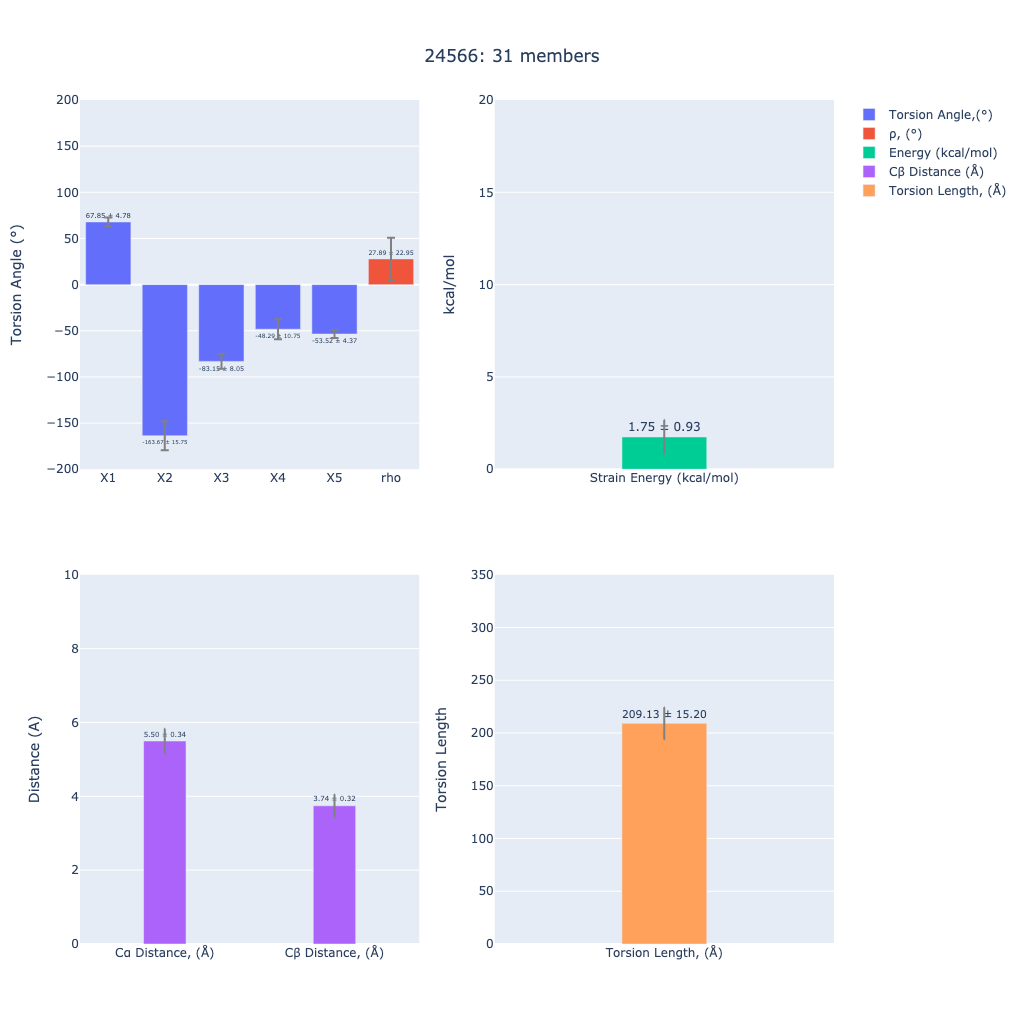 24566: 31 members
Torsion Angle (°)
200
150
100
50
0
−50
−100
−150
−200
67.85 ± 4.78
-163.67 ± 15.75
-83.15 ± 8.05
-48.29 ± 10.75
-53.52 ± 4.37
27.89 ± 22.95
X1 X2 X3 X4 X5 rho
kcal/mol
20
15
10
5
0
1.75 ± 0.93
Strain Energy (kcal/mol)
Torsion Angle,(°)
ρ, (°)
Energy (kcal/mol)
Cβ Distance (Å)
Torsion Length, (Å)
Distance (A)
10
8
6
4
2
0
5.50 ± 0.34
3.74 ± 0.32
Cα Distance, (Å) Cβ Distance, (Å)
Torsion Length
350
300
250
200
150
100
50
0
209.13 ± 15.20
Torsion Length, (Å)